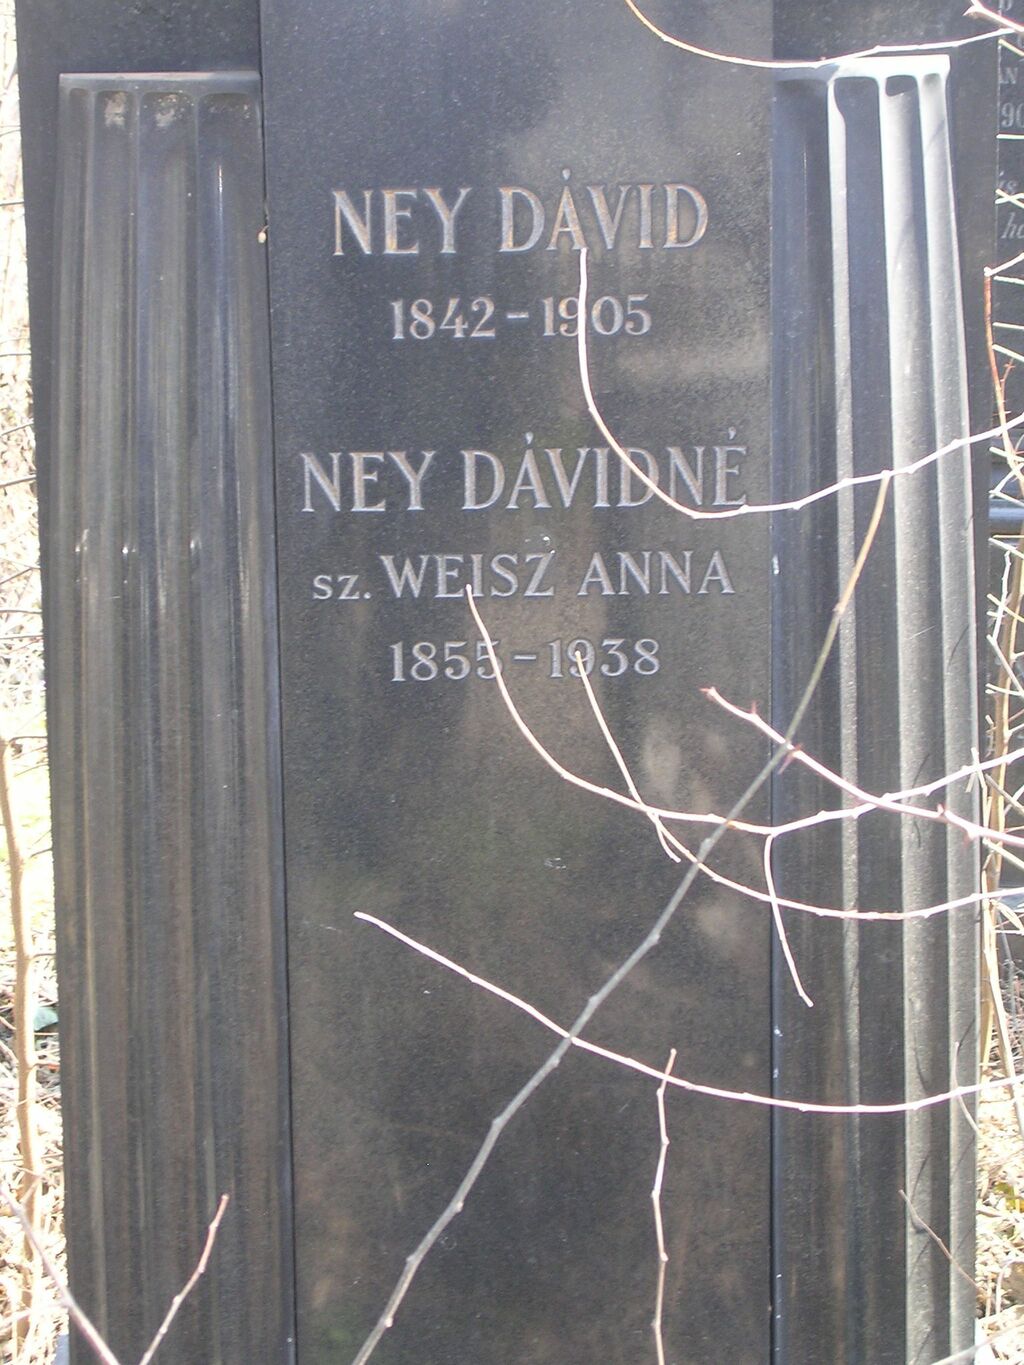 NEY DÁVID
1842-1905
NEY DÁVIDNÉ
SZ. WEISZ ANNA
1855-1938